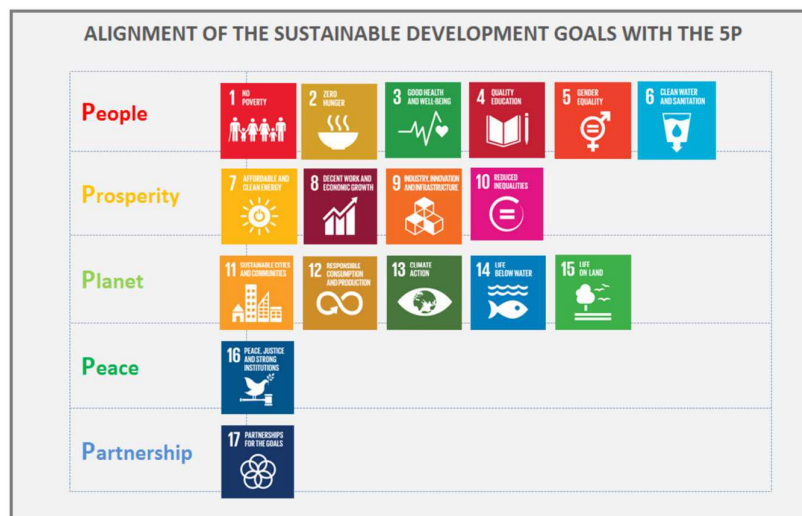 ALIGNMENT OF THE SUSTAINABLE DEVELOPMENT GOALS WITH THE 5P
People
1 NO
POVERTY
2 ZERO
HUNGER
3 GOOD HEALTH
AND WELL-BEING
4 QUALITY
EDUCATION
5 GENDER
EQUALITY
6 CLEAN WATER
AND SANITATION
Prosperity
7 AFFORDABLE AND
CLEAN ENERGY
8 DECENT WORK AND
ECONOMIC GROWTH
9 INDUSTRY, INNOVATION
AND INFRASTRUCTURE
10 REDUCED
INEQUALITIES
Planet
11 SUSTAINABLE CITIES
AND COMMUNITIES
12 RESPONSIBLE
CONSUMPTION
AND PRODUCTION
13 CLIMATE
ACTION
14 LIFE
BELOW WATER
15 LIFE
ON LAND
Peace
16 PEACE, JUSTICE
AND STRONG
INSTITUTIONS
Partnership
17 PARTNERSHIPS
FOR THE GOALS